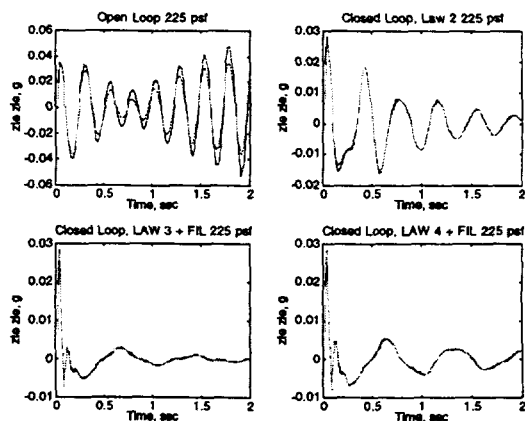 Open Loop 225 psf
0.06
0.04
0.02
0
-0.02
-0.04
-0.06
zte zle, g
0 0.5 1 1.5 2
Time, sec
Closed Loop, Law 2 225 psf
0.03
0.02
0.01
0
-0.01
-0.02
zte zle, g
0 0.5 1 1.5 2
Time, sec
Closed Loop, LAW 3 + FIL 225 psf
0.03
0.02
0.01
0
-0.01
zte zle, g
0 0.5 1 1.5 2
Time, sec
Closed Loop, LAW 4 + FIL 225 psf
0.03
0.02
0.01
0
-0.01
zte zle, g
0 0.5 1 1.5 2
Time, sec